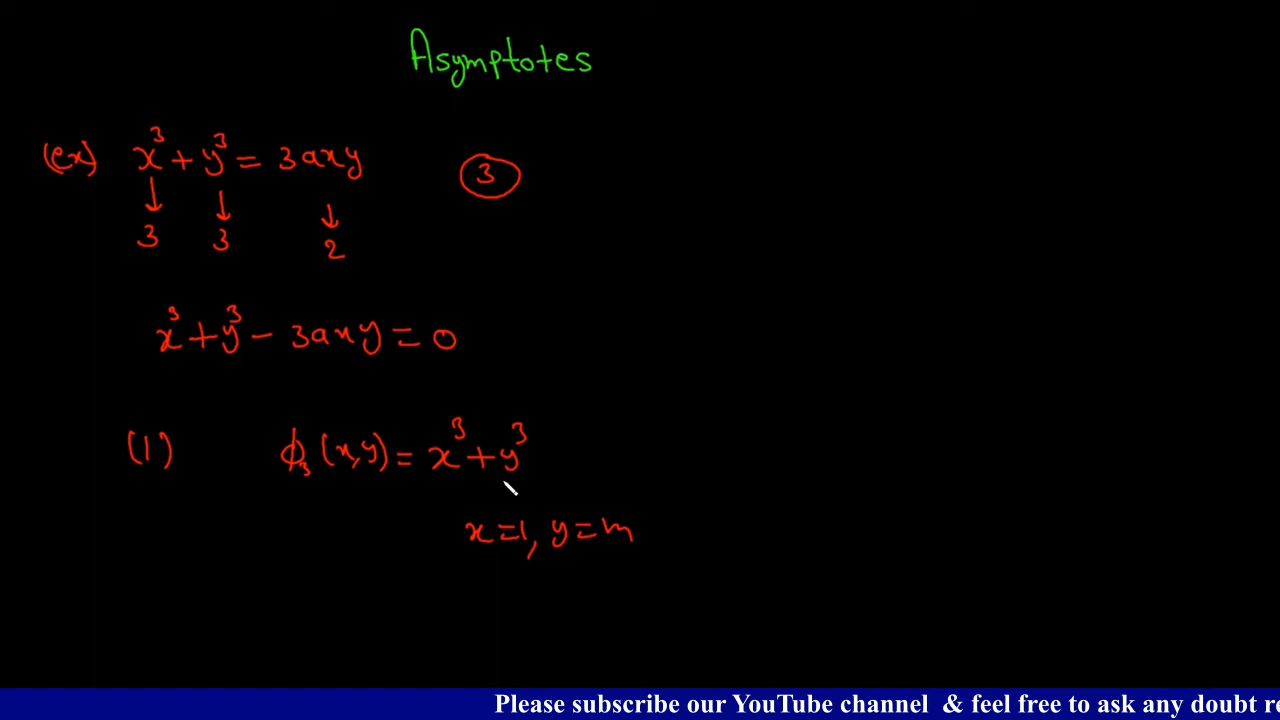 Asymptotes
(ex) x³ + y³ = 3axy ③
↓ ↓ ↓
3 3 2
x³ + y³ − 3axy = 0
(1) ϕ₃ (x,y) = x³ + y³
x = 1, y = m
Please subscribe our YouTube channel & feel free to ask any doubt re